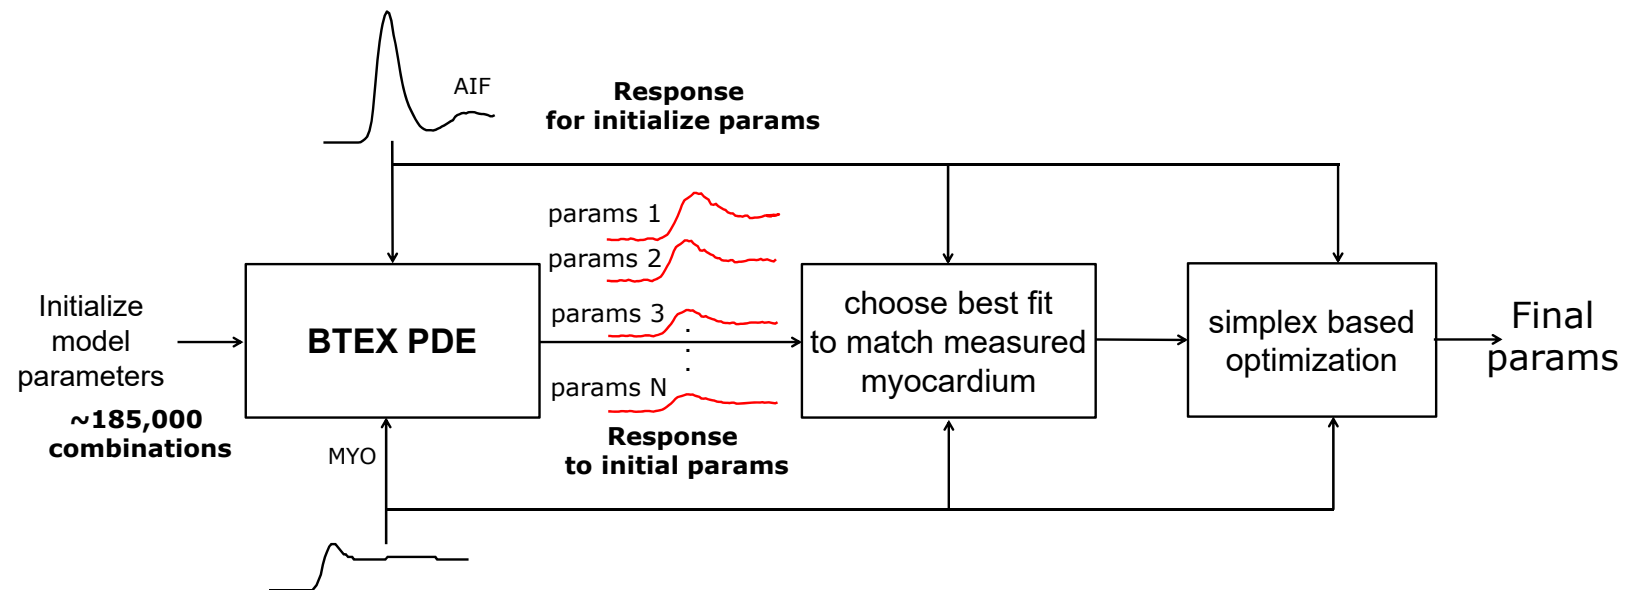 AIF
Response
for initialize params
params 1
params 2
params 3
.
.
.
params N
Response
to initial params
Initialize
model
parameters
~185,000
combinations
BTEX PDE
MYO
choose best fit
to match measured
myocardium
simplex based
optimization
Final
params